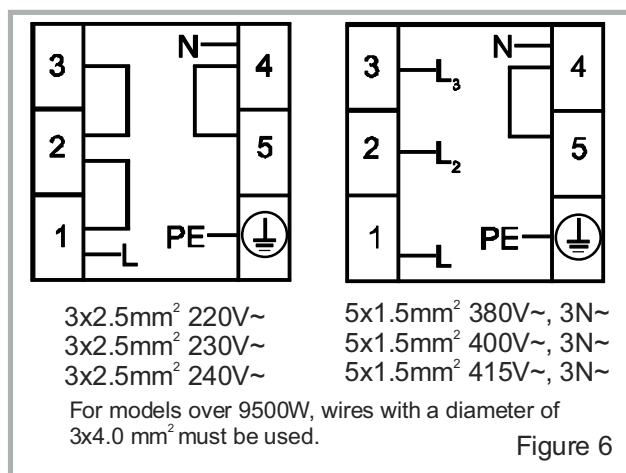 3 N 4
2 5
1 L PE
3 L₃ N 4
2 L₂ 5
1 L PE
3x2.5mm² 220V~
3x2.5mm² 230V~
3x2.5mm² 240V~
5x1.5mm² 380V~, 3N~
5x1.5mm² 400V~, 3N~
5x1.5mm² 415V~, 3N~
For models over 9500W, wires with a diameter of
3x4.0 mm² must be used.
Figure 6